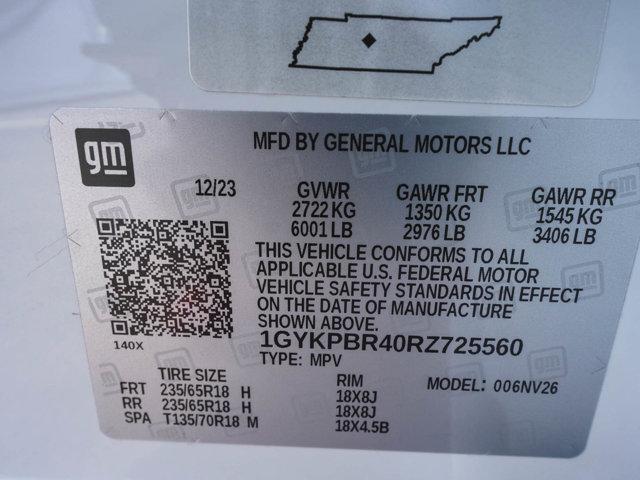 gm
MFD BY GENERAL MOTORS LLC
12/23 GVWR GAWR FRT GAWR RR
2722 KG 1350 KG 1545 KG
6001 LB 2976 LB 3406 LB
THIS VEHICLE CONFORMS TO ALL
APPLICABLE U.S. FEDERAL MOTOR
VEHICLE SAFETY STANDARDS IN EFFECT
ON THE DATE OF MANUFACTURE
SHOWN ABOVE.
140X
1GYKPBR40RZ725560
TYPE: MPV
TIRE SIZE RIM MODEL: 006NV26
FRT 235/65R18 H 18X8J
RR 235/65R18 H 18X8J
SPA T135/70R18 M 18X4.5B